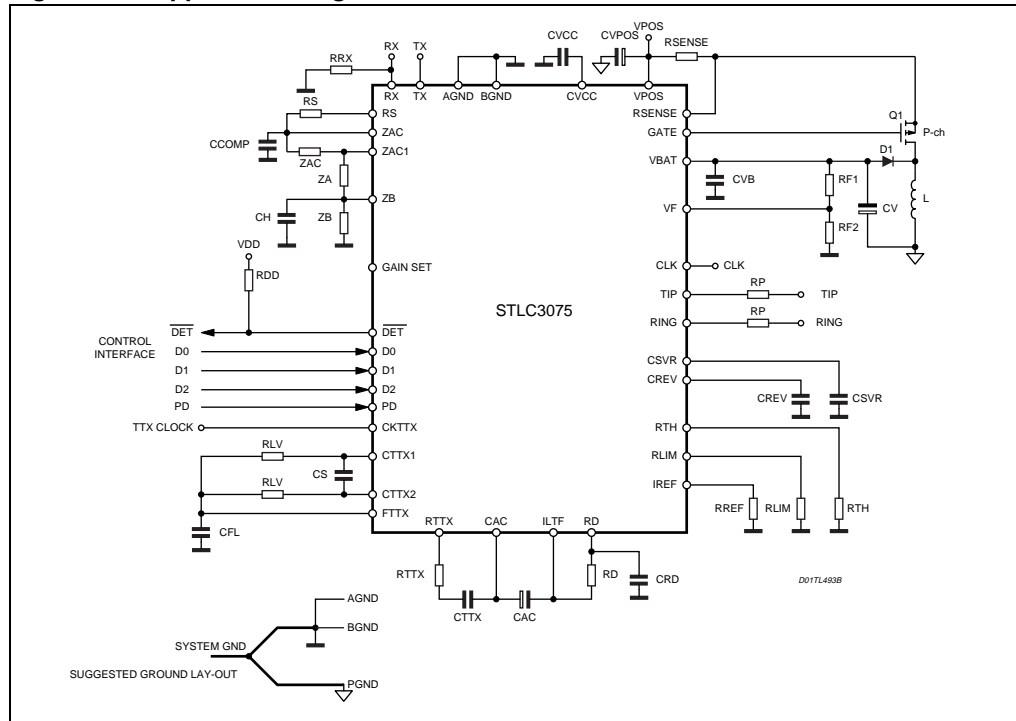 VPOS
RX TX CVCC CVPOS RSENSE
RRX
RX TX AGND BGND CVCC VPOS
RS RS RSENSE Q1
ZAC GATE P-ch
CCOMP ZAC ZAC1 VBAT D1
ZA CVB RF1
ZB CV L
CH ZB VF RF2
VDD
RDD GAIN SET CLK CLK
STLC3075 TIP RP TIP
RING RP RING
DET DET
CONTROL INTERFACE
D0 D0
D1 D1
D2 D2
PD PD
CSVR
CREV CREV CSVR
TTX CLOCK CKTTX RTH
RLV CTTX1 RLIM
CS
RLV CTTX2 IREF
FTTX RREF RLIM RTH
CFL
RTTX CAC ILTF RD
RTTX RD CRD
CTTX CAC
D01TL493B
AGND
BGND
SYSTEM GND
SUGGESTED GROUND LAY-OUT
PGND